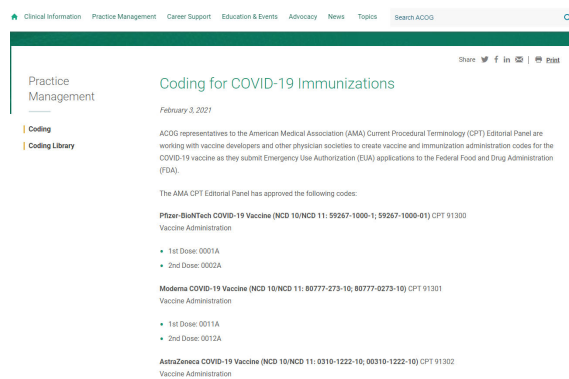 Clinical Information Practice Management Career Support Education & Events Advocacy News Topics Search ACOG
Share Print
Practice
Management
Coding for COVID-19 Immunizations
February 3, 2021
Coding
Coding Library
ACOG representatives to the American Medical Association (AMA) Current Procedural Terminology (CPT) Editorial Panel are
working with vaccine developers and other physician societies to create vaccine and immunization administration codes for the
COVID-19 vaccine as they submit Emergency Use Authorization (EUA) applications to the Federal Food and Drug Administration
(FDA).
The AMA CPT Editorial Panel has approved the following codes:
Pfizer-BioNTech COVID-19 Vaccine (NCD 10/NCD 11: 59267-1000-1; 59267-1000-01) CPT 91300
Vaccine Administration
• 1st Dose: 0001A
• 2nd Dose: 0002A
Moderna COVID-19 Vaccine (NCD 10/NCD 11: 80777-273-10; 80777-0273-10) CPT 91301
Vaccine Administration
• 1st Dose: 0011A
• 2nd Dose: 0012A
AstraZeneca COVID-19 Vaccine (NCD 10/NCD 11: 0310-1222-10; 00310-1222-10) CPT 91302
Vaccine Administration